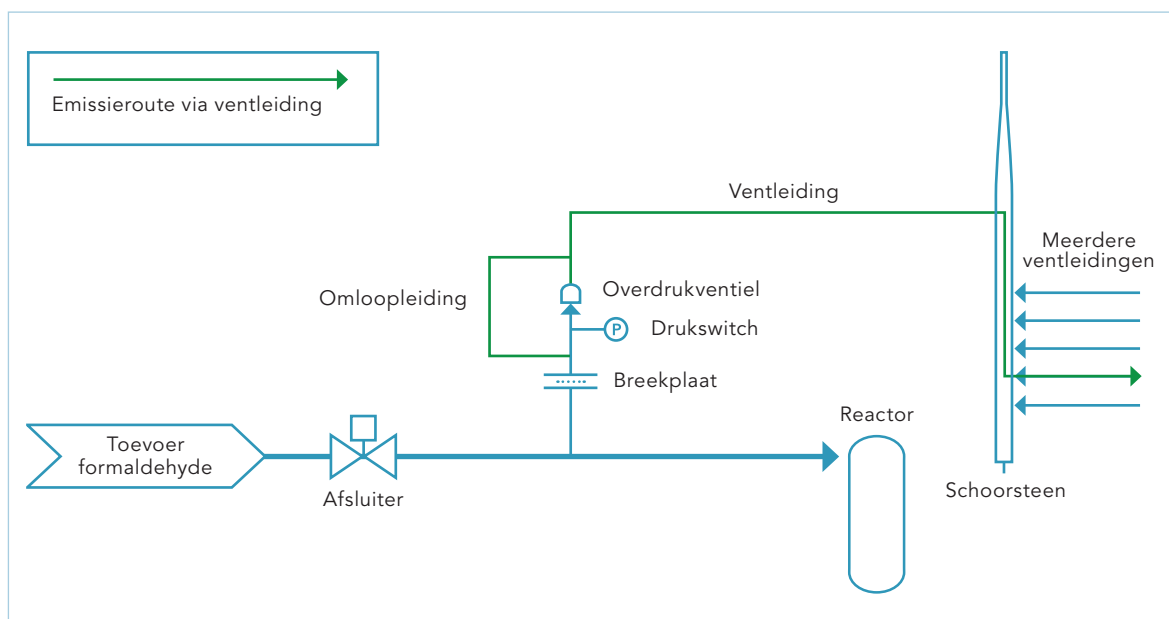 Emissieroute via ventleiding
Ventleiding
Meerdere
ventleidingen
Omloopleiding
Overdrukventiel
P
Drukswitch
Breekplaat
Reactor
Toevoer
formaldehyde
Afsluiter
Schoorsteen